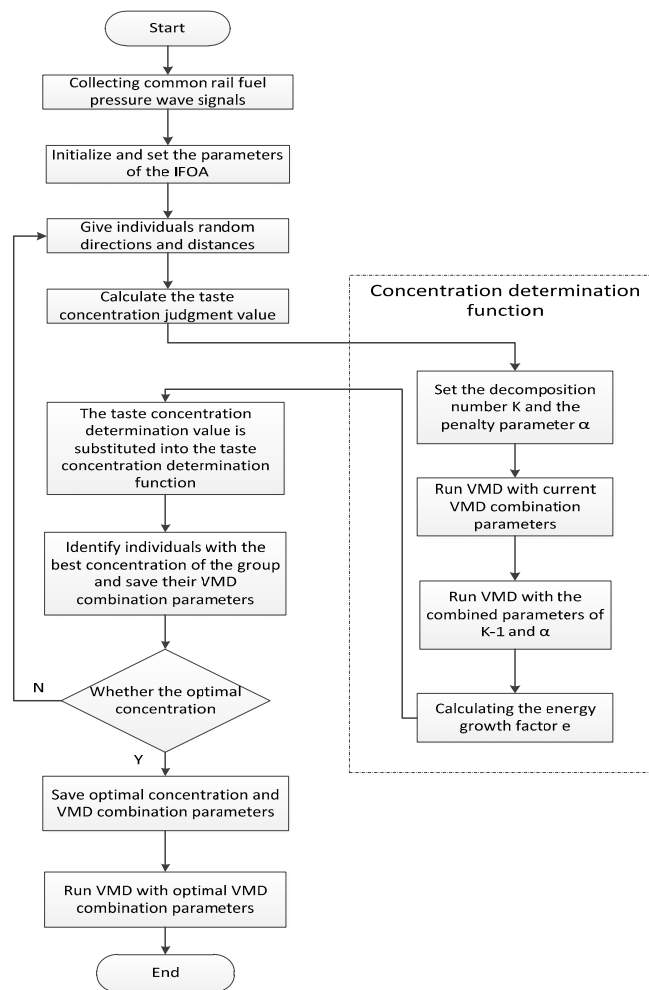 Start
Collecting common rail fuel
pressure wave signals
Initialize and set the parameters
of the IFOA
Give individuals random
directions and distances
Calculate the taste
concentration judgment value
Concentration determination
function
Set the decomposition
number K and the
penalty parameter α
Run VMD with current
VMD combination
parameters
Run VMD with the
combined parameters of
K-1 and α
Calculating the energy
growth factor e
The taste concentration
determination value is
substituted into the taste
concentration determination
function
Identify individuals with the
best concentration of the group
and save their VMD
combination parameters
Whether the optimal
concentration
N
Y
Save optimal concentration and
VMD combination parameters
Run VMD with optimal VMD
combination parameters
End